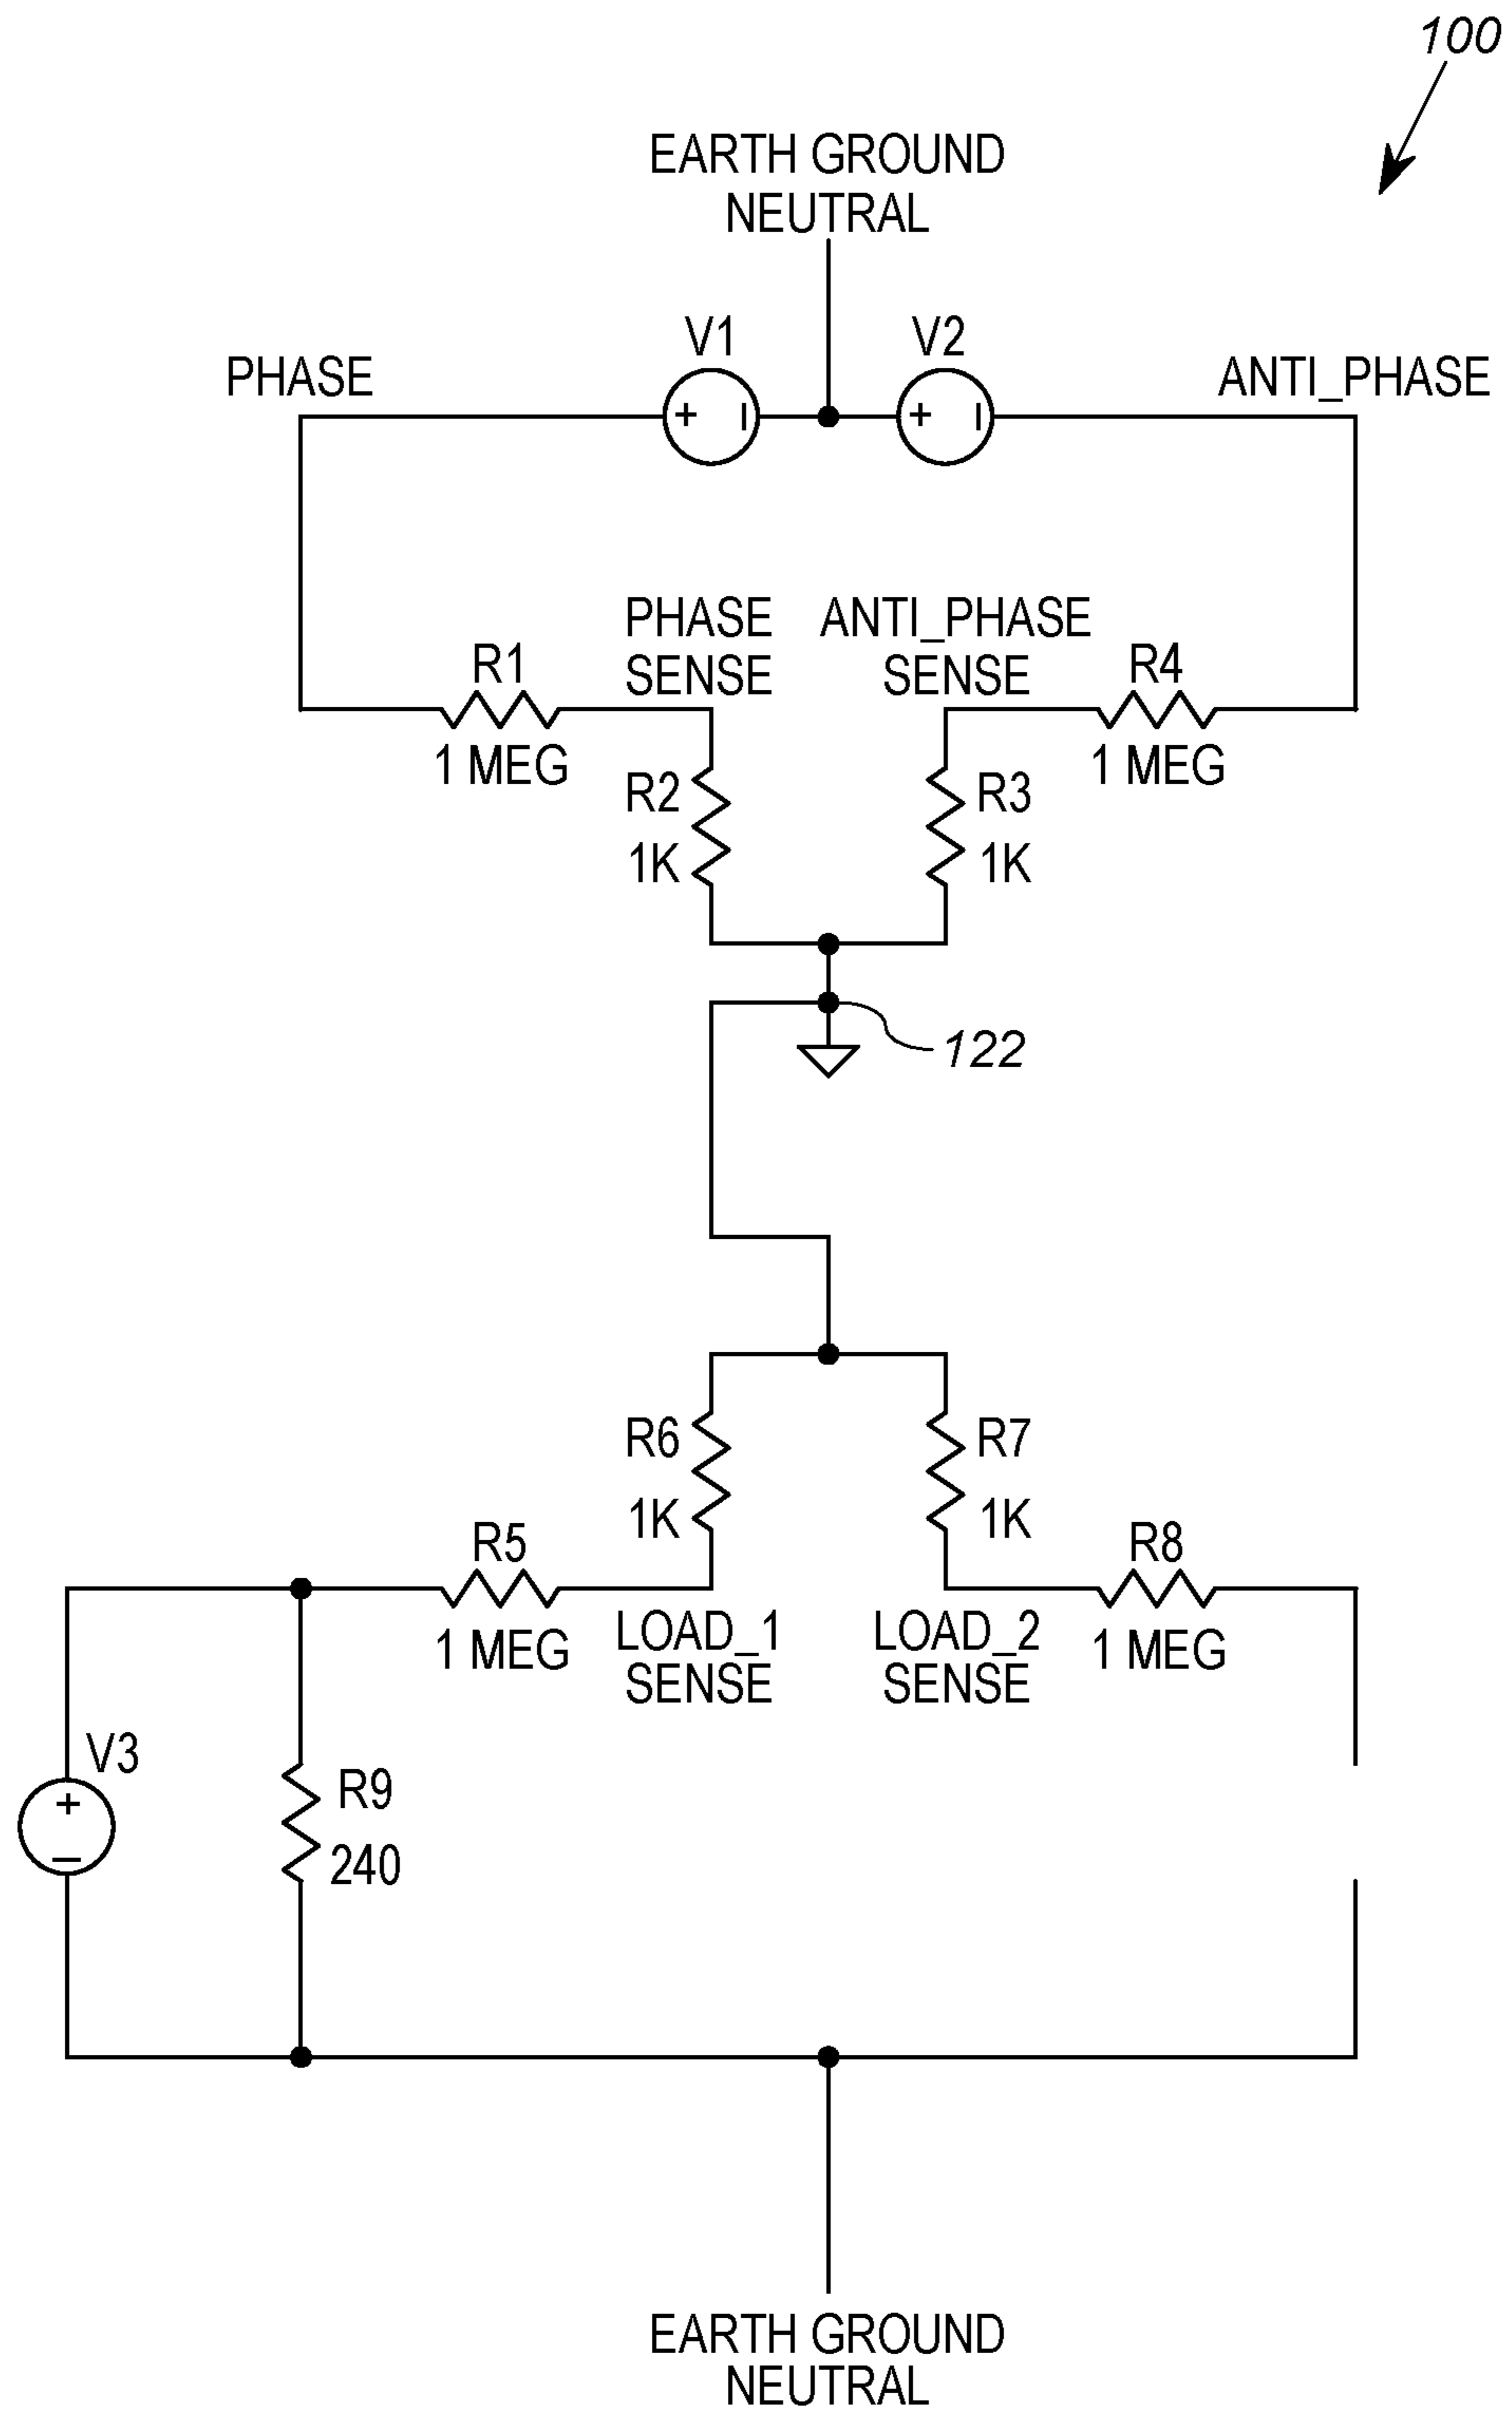 100
EARTH GROUND
NEUTRAL
V1
V2
PHASE
ANTI_PHASE
+
+
PHASE
SENSE
ANTI_PHASE
SENSE
R1
1 MEG
R4
1 MEG
R2
1K
R3
1K
122
R6
1K
R7
1K
R5
1 MEG
R8
1 MEG
LOAD_1
SENSE
LOAD_2
SENSE
V3
+
–
R9
240
EARTH GROUND
NEUTRAL